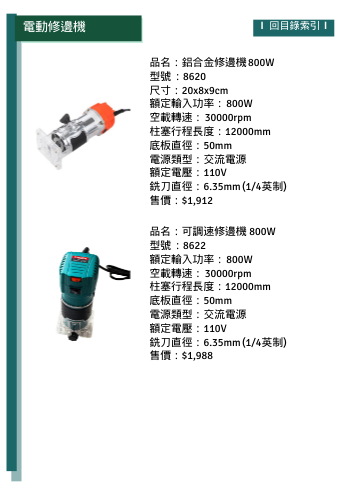 電動修邊機
I 回目錄索引 I
品名：鋁合金修邊機800W
型號：8620
尺寸：20x8x9cm
額定輸入功率：800W
空載轉速：30000rpm
柱塞行程長度：12000mm
底板直徑：50mm
電源類型：交流電源
額定電壓：110V
銑刀直徑：6.35mm(1/4英制)
售價：$1,912
品名：可調速修邊機 800W
型號：8622
額定輸入功率：800W
空載轉速：30000rpm
柱塞行程長度：12000mm
底板直徑：50mm
電源類型：交流電源
額定電壓：110V
銑刀直徑：6.35mm(1/4英制)
售價：$1,988